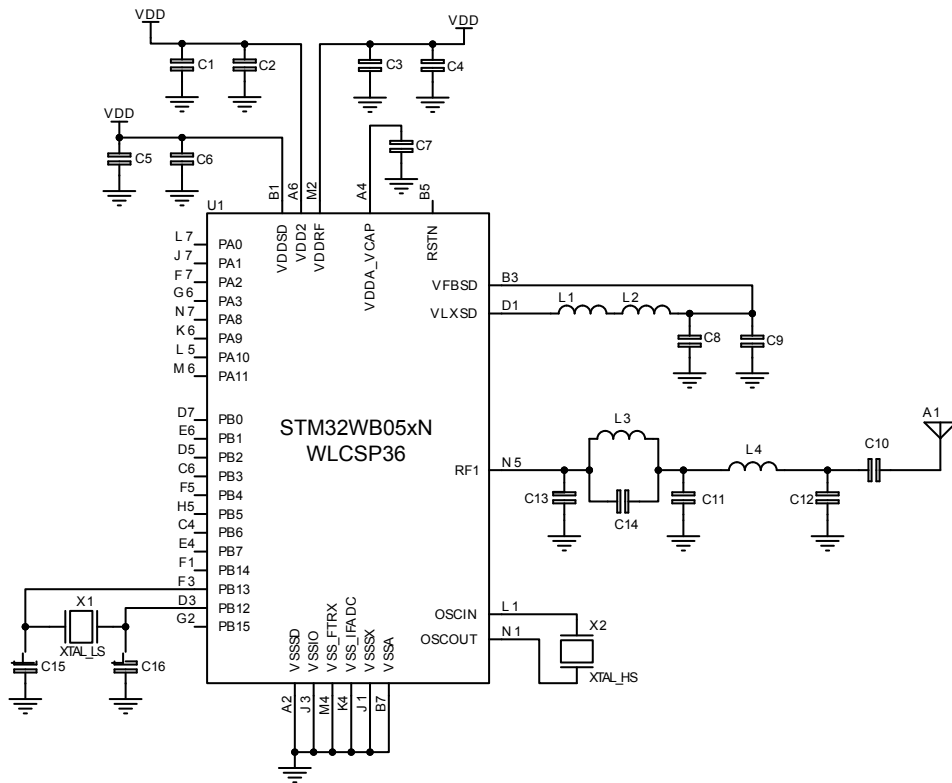 VDD
C1
C2
VDD
C3
C4
VDD
C5
C6
C7
B1
A6
M2
A4
B5
U1
VDDSD
VDD2
VDDRF
VDDA_VCAP
RSTN
L7 PA0
J7 PA1
F7 PA2
G6 PA3
N7 PA8
K6 PA9
L5 PA10
M6 PA11
D7 PB0
E6 PB1
D5 PB2
C6 PB3
F5 PB4
H5 PB5
C4 PB6
E4 PB7
F1 PB14
F3 PB13
D3 PB12
G2 PB15
STM32WB05xN
WLCSP36
VFBSD B3
VLXSD D1
L1
L2
C8
C9
RF1 N5
L3
C13
C14
C11
L4
C12
C10
A1
OSCIN L1
OSCOUT N1
X2
XTAL_HS
X1
XTAL_LS
C15
C16
VSSSD
VSSIO
VSS_FTRX
VSS_IFADC
VSSSX
VSSA
A2
J3
M4
K4
J1
B7